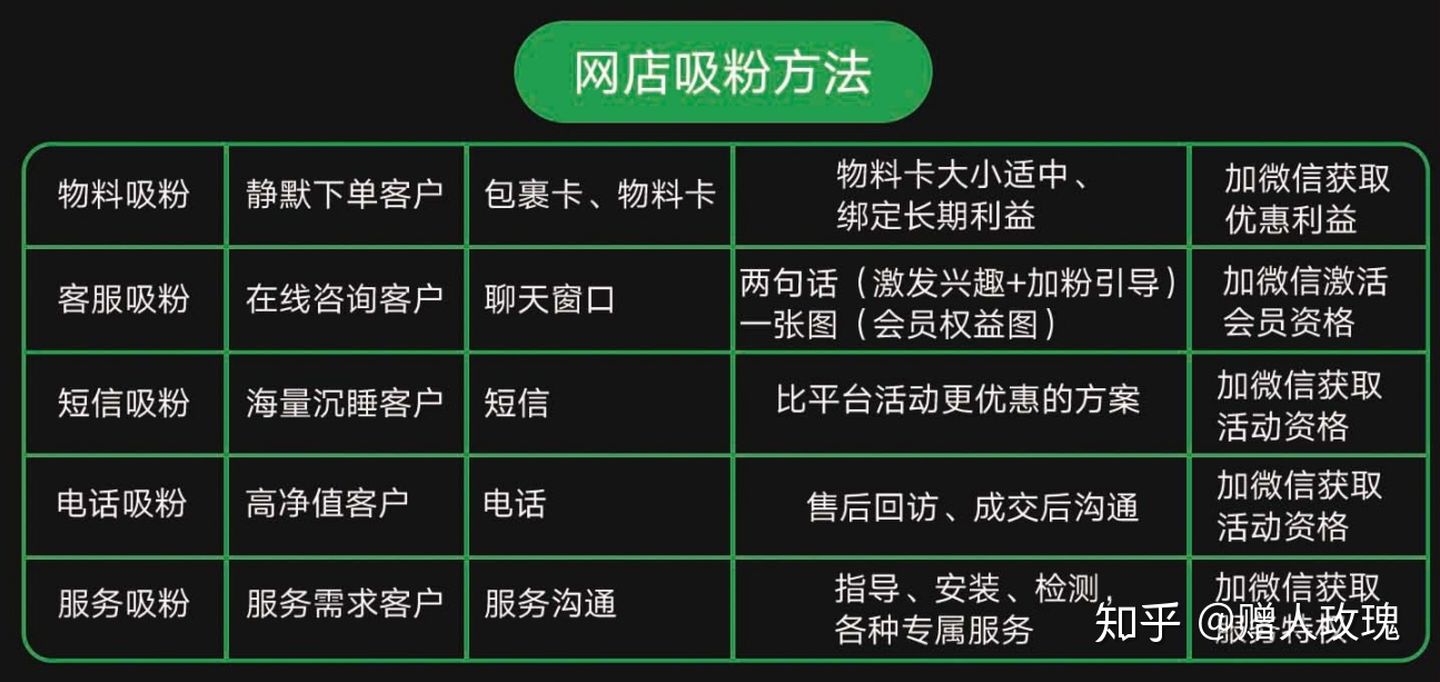 网店吸粉方法
物料吸粉
静默下单客户
包裹卡、物料卡
物料卡大小适中、
绑定长期利益
加微信获取
优惠利益
客服吸粉
在线咨询客户
聊天窗口
两句话（激发兴趣+加粉引导）
一张图（会员权益图）
加微信激活
会员资格
短信吸粉
海量沉睡客户
短信
比平台活动更优惠的方案
加微信获取
活动资格
电话吸粉
高净值客户
电话
售后回访、成交后沟通
加微信获取
活动资格
服务吸粉
服务需求客户
服务沟通
指导、安装、检测，
各种专属服务
加微信获取
服务特权
知乎 @赠人玫瑰